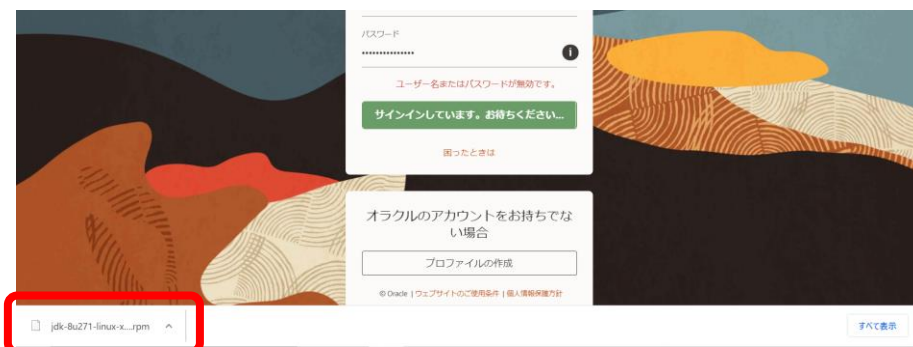 パスワード
••••••••••••••
i
ユーザー名またはパスワードが無効です。
サインインしています。お待ちください...
困ったときは
オラクルのアカウントをお持ちでな
い場合
プロファイルの作成
© Oracle | ウェブサイトのご使用条件 | 個人情報保護方針
jdk-8u271-linux-x....rpm
すべて表示